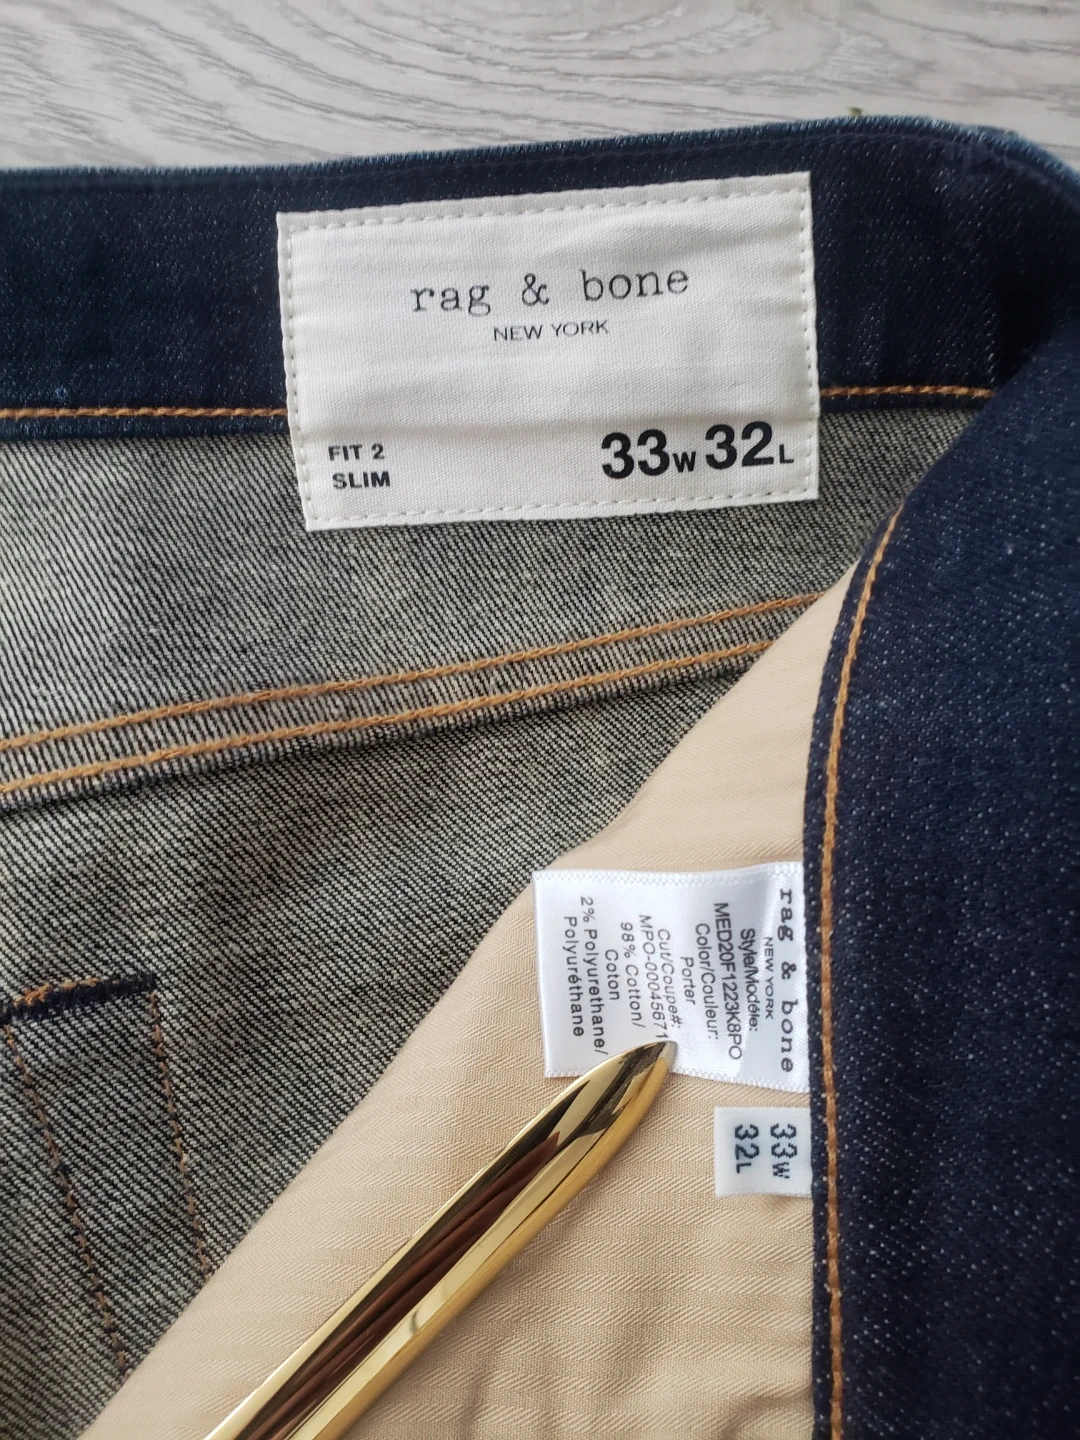 rag & bone
NEW YORK
FIT 2
SLIM
33W 32L
rag & bone
NEW YORK
Style/Modéle:
MED20F1223K8PO
Color/Couleur:
Porter
Cut/Coupe#:
MPO-00045671
98% Cotton/
Coton
2% Polyurethane/
Polyuréthane
33W
32L